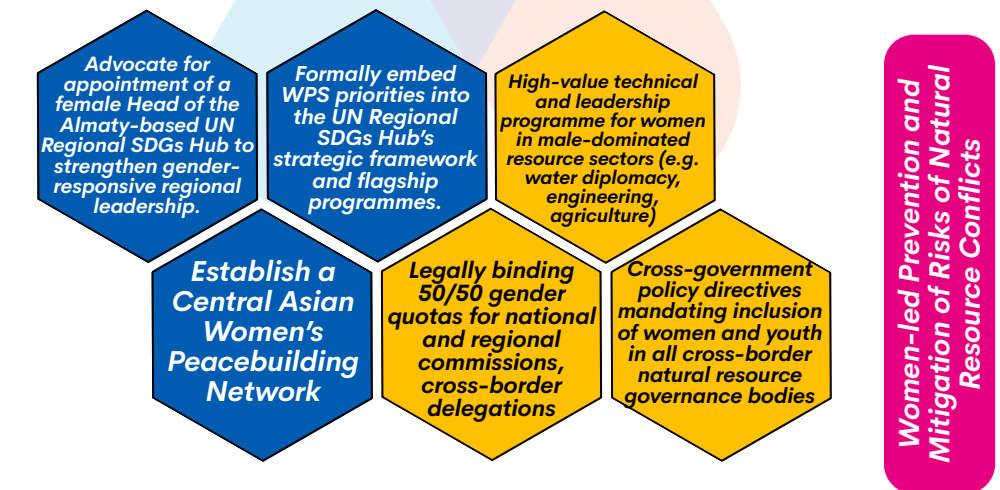 Advocate for
appointment of a
female Head of the
Almaty-based UN
Regional SDGs Hub to
strengthen gender-
responsive regional
leadership.
Formally embed
WPS priorities into
the UN Regional
SDGs Hub's
strategic framework
and flagship
programmes.
High-value technical
and leadership
programme for women
in male-dominated
resource sectors (e.g.
water diplomacy,
engineering,
agriculture)
Establish a
Central Asian
Women's
Peacebuilding
Network
Legally binding
50/50 gender
quotas for national
and regional
commissions,
cross-border
delegations
Cross-government
policy directives
mandating inclusion
of women and youth
in all cross-border
natural resource
governance bodies
Women-led Prevention and
Mitigation of Risks of Natural
Resource Conflicts